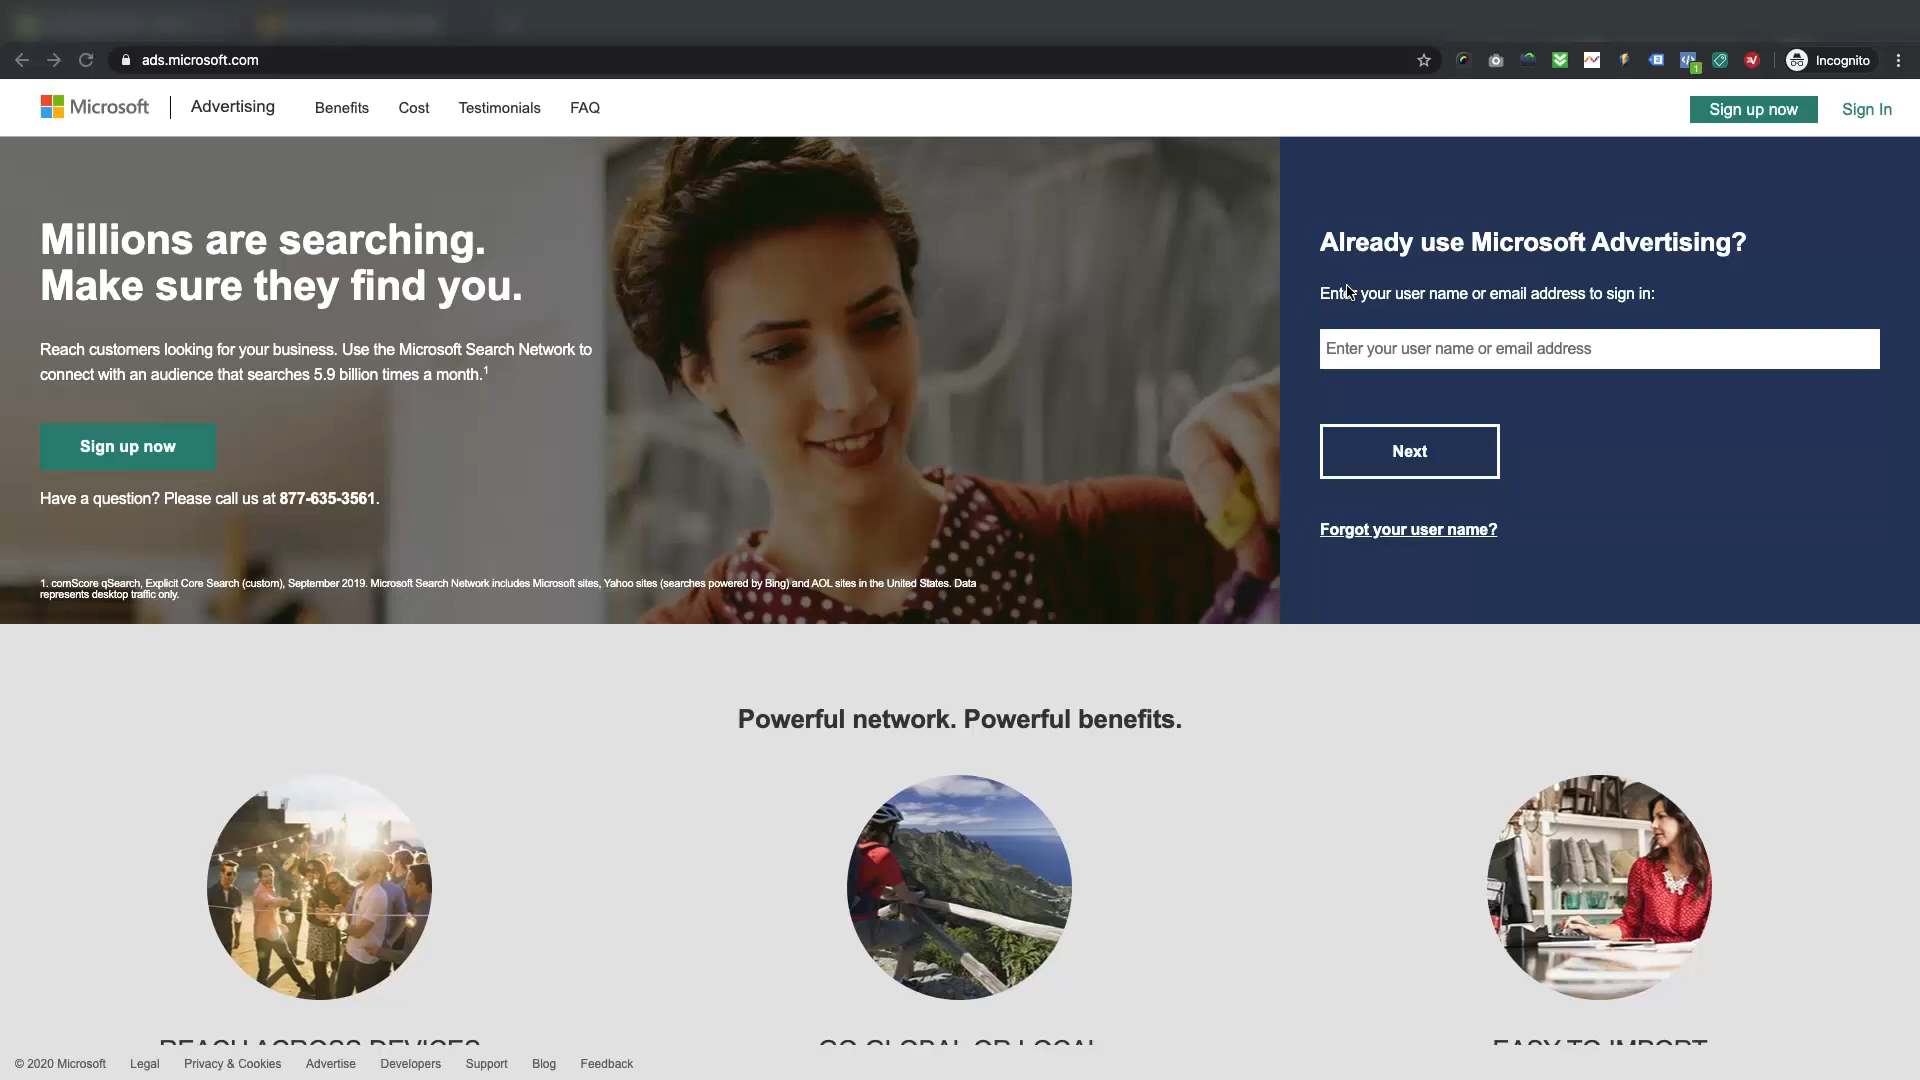 ads.microsoft.com
1
Incognito
Microsoft
Advertising
Benefits
Cost
Testimonials
FAQ
Sign up now
Sign In
Millions are searching.
Make sure they find you.
Reach customers looking for your business. Use the Microsoft Search Network to
connect with an audience that searches 5.9 billion times a month.1
Sign up now
Have a question? Please call us at 877-635-3561.
1. comScore qSearch, Explicit Core Search (custom), September 2019. Microsoft Search Network includes Microsoft sites, Yahoo sites (searches powered by Bing) and AOL sites in the United States. Data
represents desktop traffic only.
Already use Microsoft Advertising?
Enter your user name or email address to sign in:
Enter your user name or email address
Next
Forgot your user name?
Powerful network. Powerful benefits.
REACH ACROSS DEVICES
GO GLOBAL OR LOCAL
EASY TO IMPORT
© 2020 Microsoft
Legal
Privacy & Cookies
Advertise
Developers
Support
Blog
Feedback